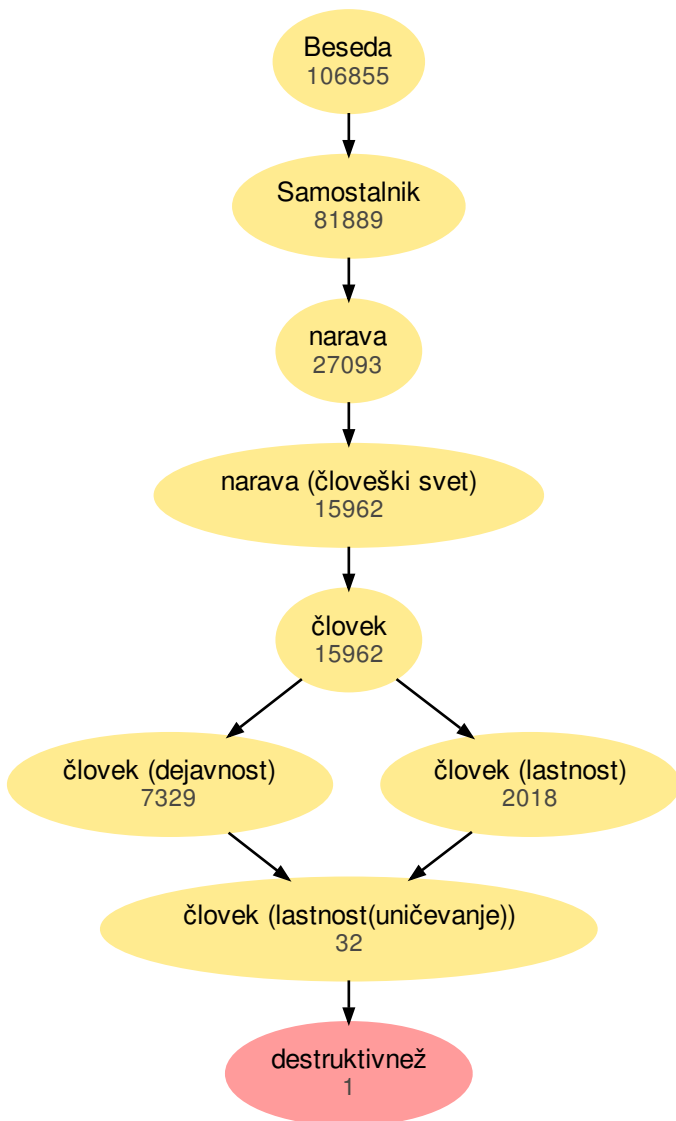 Beseda
106855
Samostalnik
81889
narava
27093
narava (človeški svet)
15962
človek
15962
človek (dejavnost)
7329
človek (lastnost)
2018
človek (lastnost(uničevanje))
32
destruktivnež
1